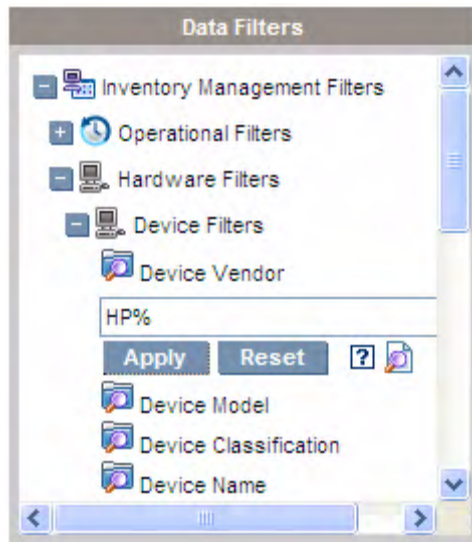 Data Filters
Inventory Management Filters
Operational Filters
Hardware Filters
Device Filters
Device Vendor
HP%
Apply Reset ?
Device Model
Device Classification
Device Name